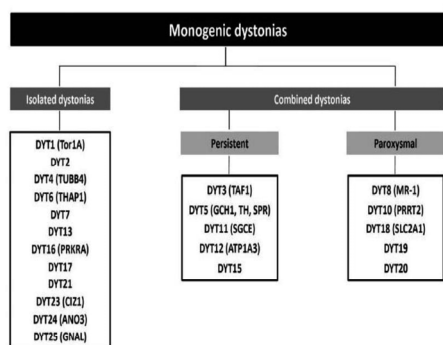 Monogenic dystonias
Isolated dystonias
Combined dystonias
Persistent
Paroxysmal
DYT1 (Tor1A)
DYT2
DYT4 (TUBB4)
DYT6 (THAP1)
DYT7
DYT13
DYT16 (PRKRA)
DYT17
DYT21
DYT23 (CIZ1)
DYT24 (ANO3)
DYT25 (GNAL)
DYT3 (TAF1)
DYT5 (GCH1, TH, SPR)
DYT11 (SGCE)
DYT12 (ATP1A3)
DYT15
DYT8 (MR-1)
DYT10 (PRRT2)
DYT18 (SLC2A1)
DYT19
DYT20